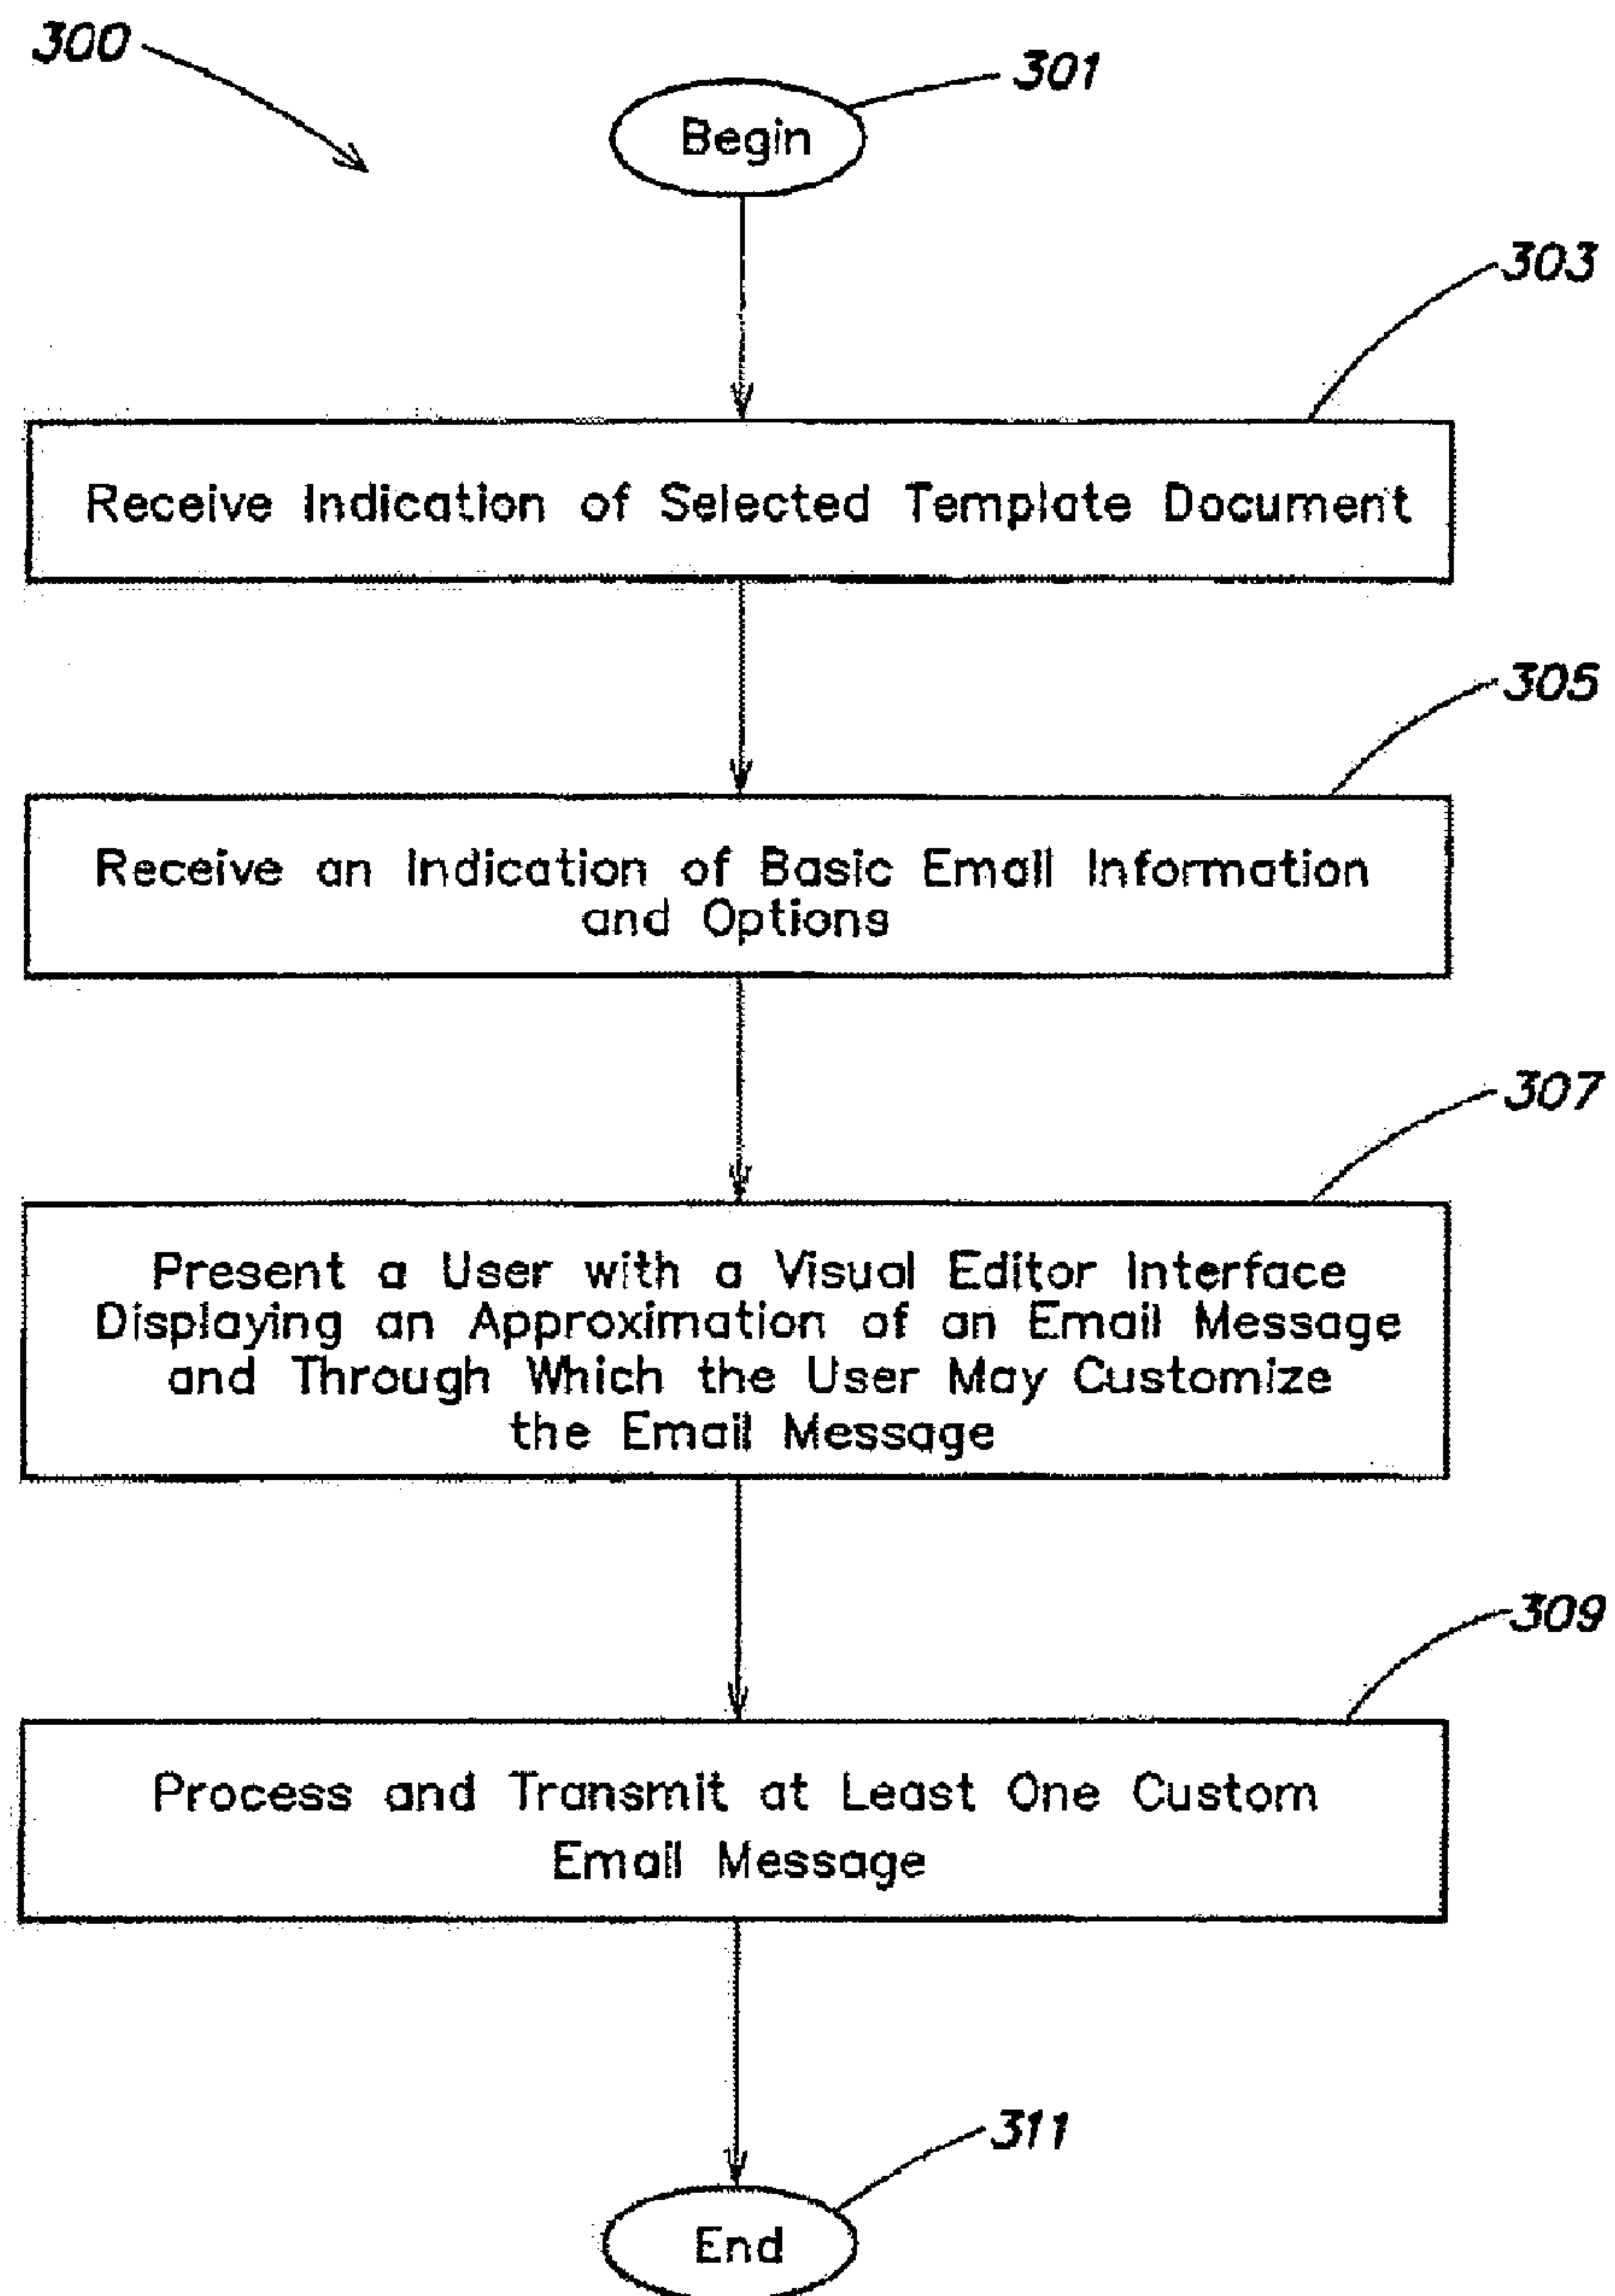 300
301
Begin
303
Receive Indication of Selected Template Document
305
Receive an Indication of Basic Email Information
and Options
307
Present a User with a Visual Editor Interface
Displaying an Approximation of an Email Message
and Through Which the User May Customize
the Email Message
309
Process and Transmit at Least One Custom
Email Message
311
End